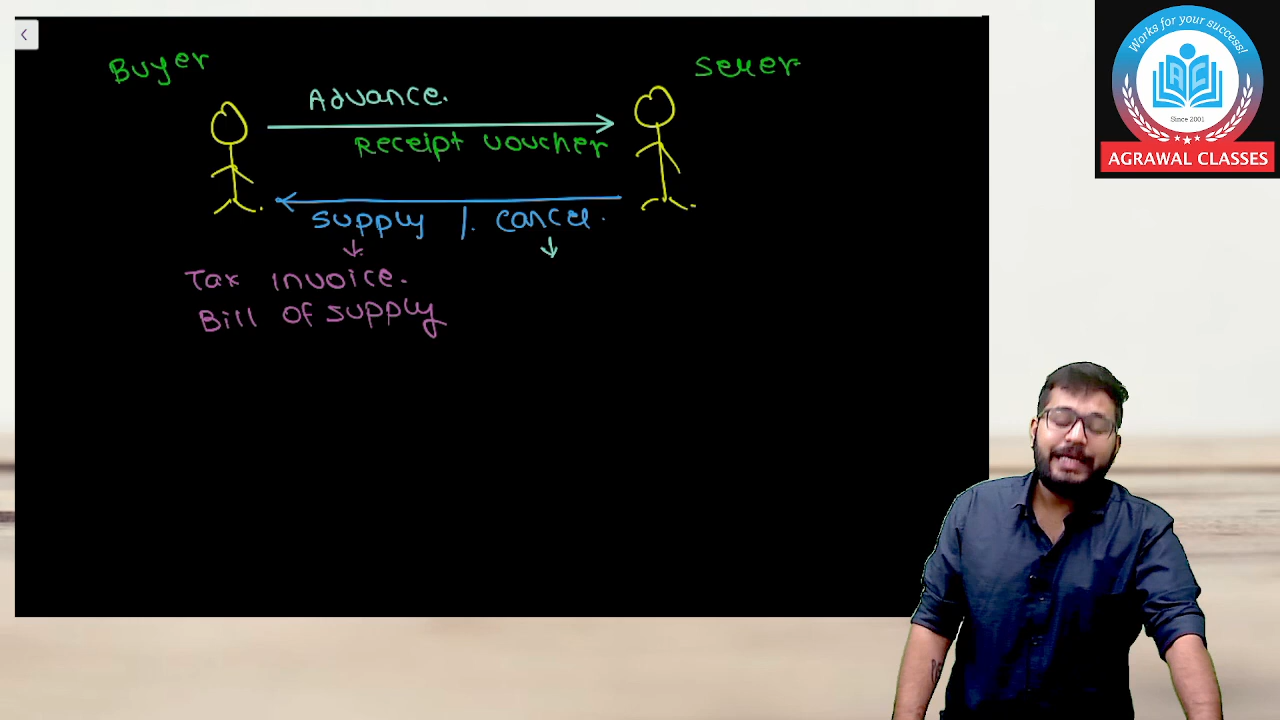 Buyer
Seller
Advance.
Receipt voucher
supply /. cancel.
Tax invoice.
Bill of supply
Works for your success!
AC
Since 2001
AGRAWAL CLASSES